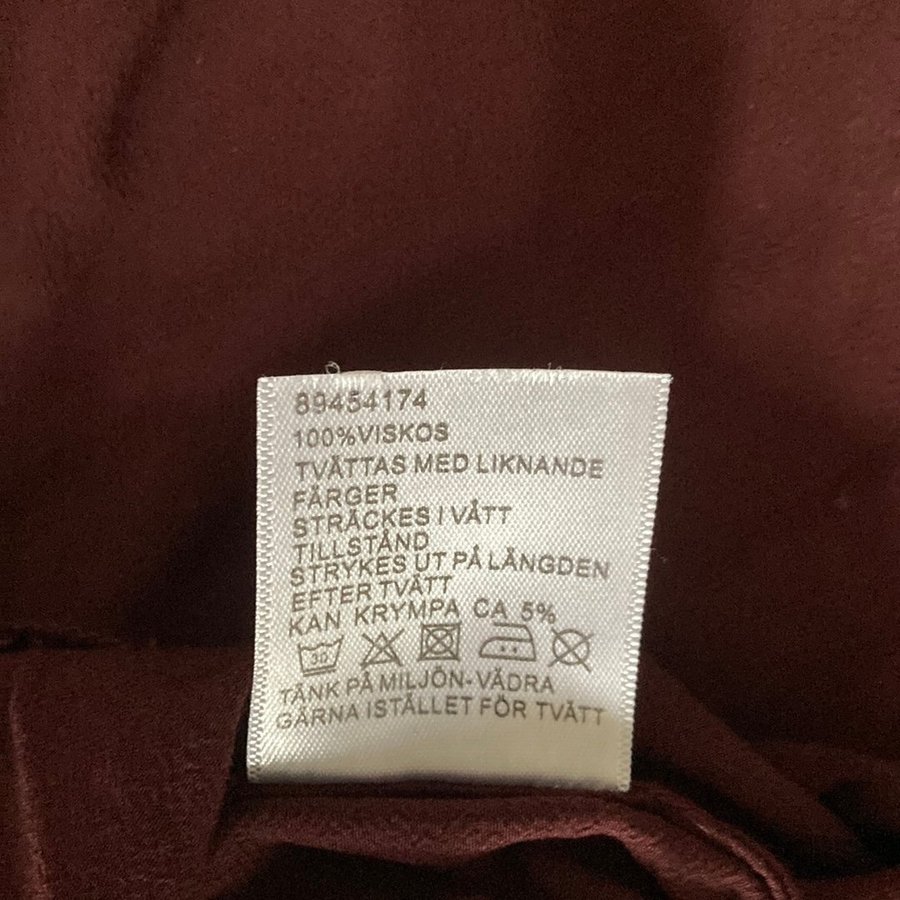 89454174
100%VISKOS
TVÄTTAS MED LIKNANDE
FÄRGER
STRÄCKES I VÅTT
TILLSTÅND
STRYKES UT PÅ LÄNGDEN
EFTER TVÄTT
KAN KRYMPA CA 5%
30
TÄNK PÅ MILJÖN-VÄDRA
GÄRNA ISTÄLLET FÖR TVÄTT